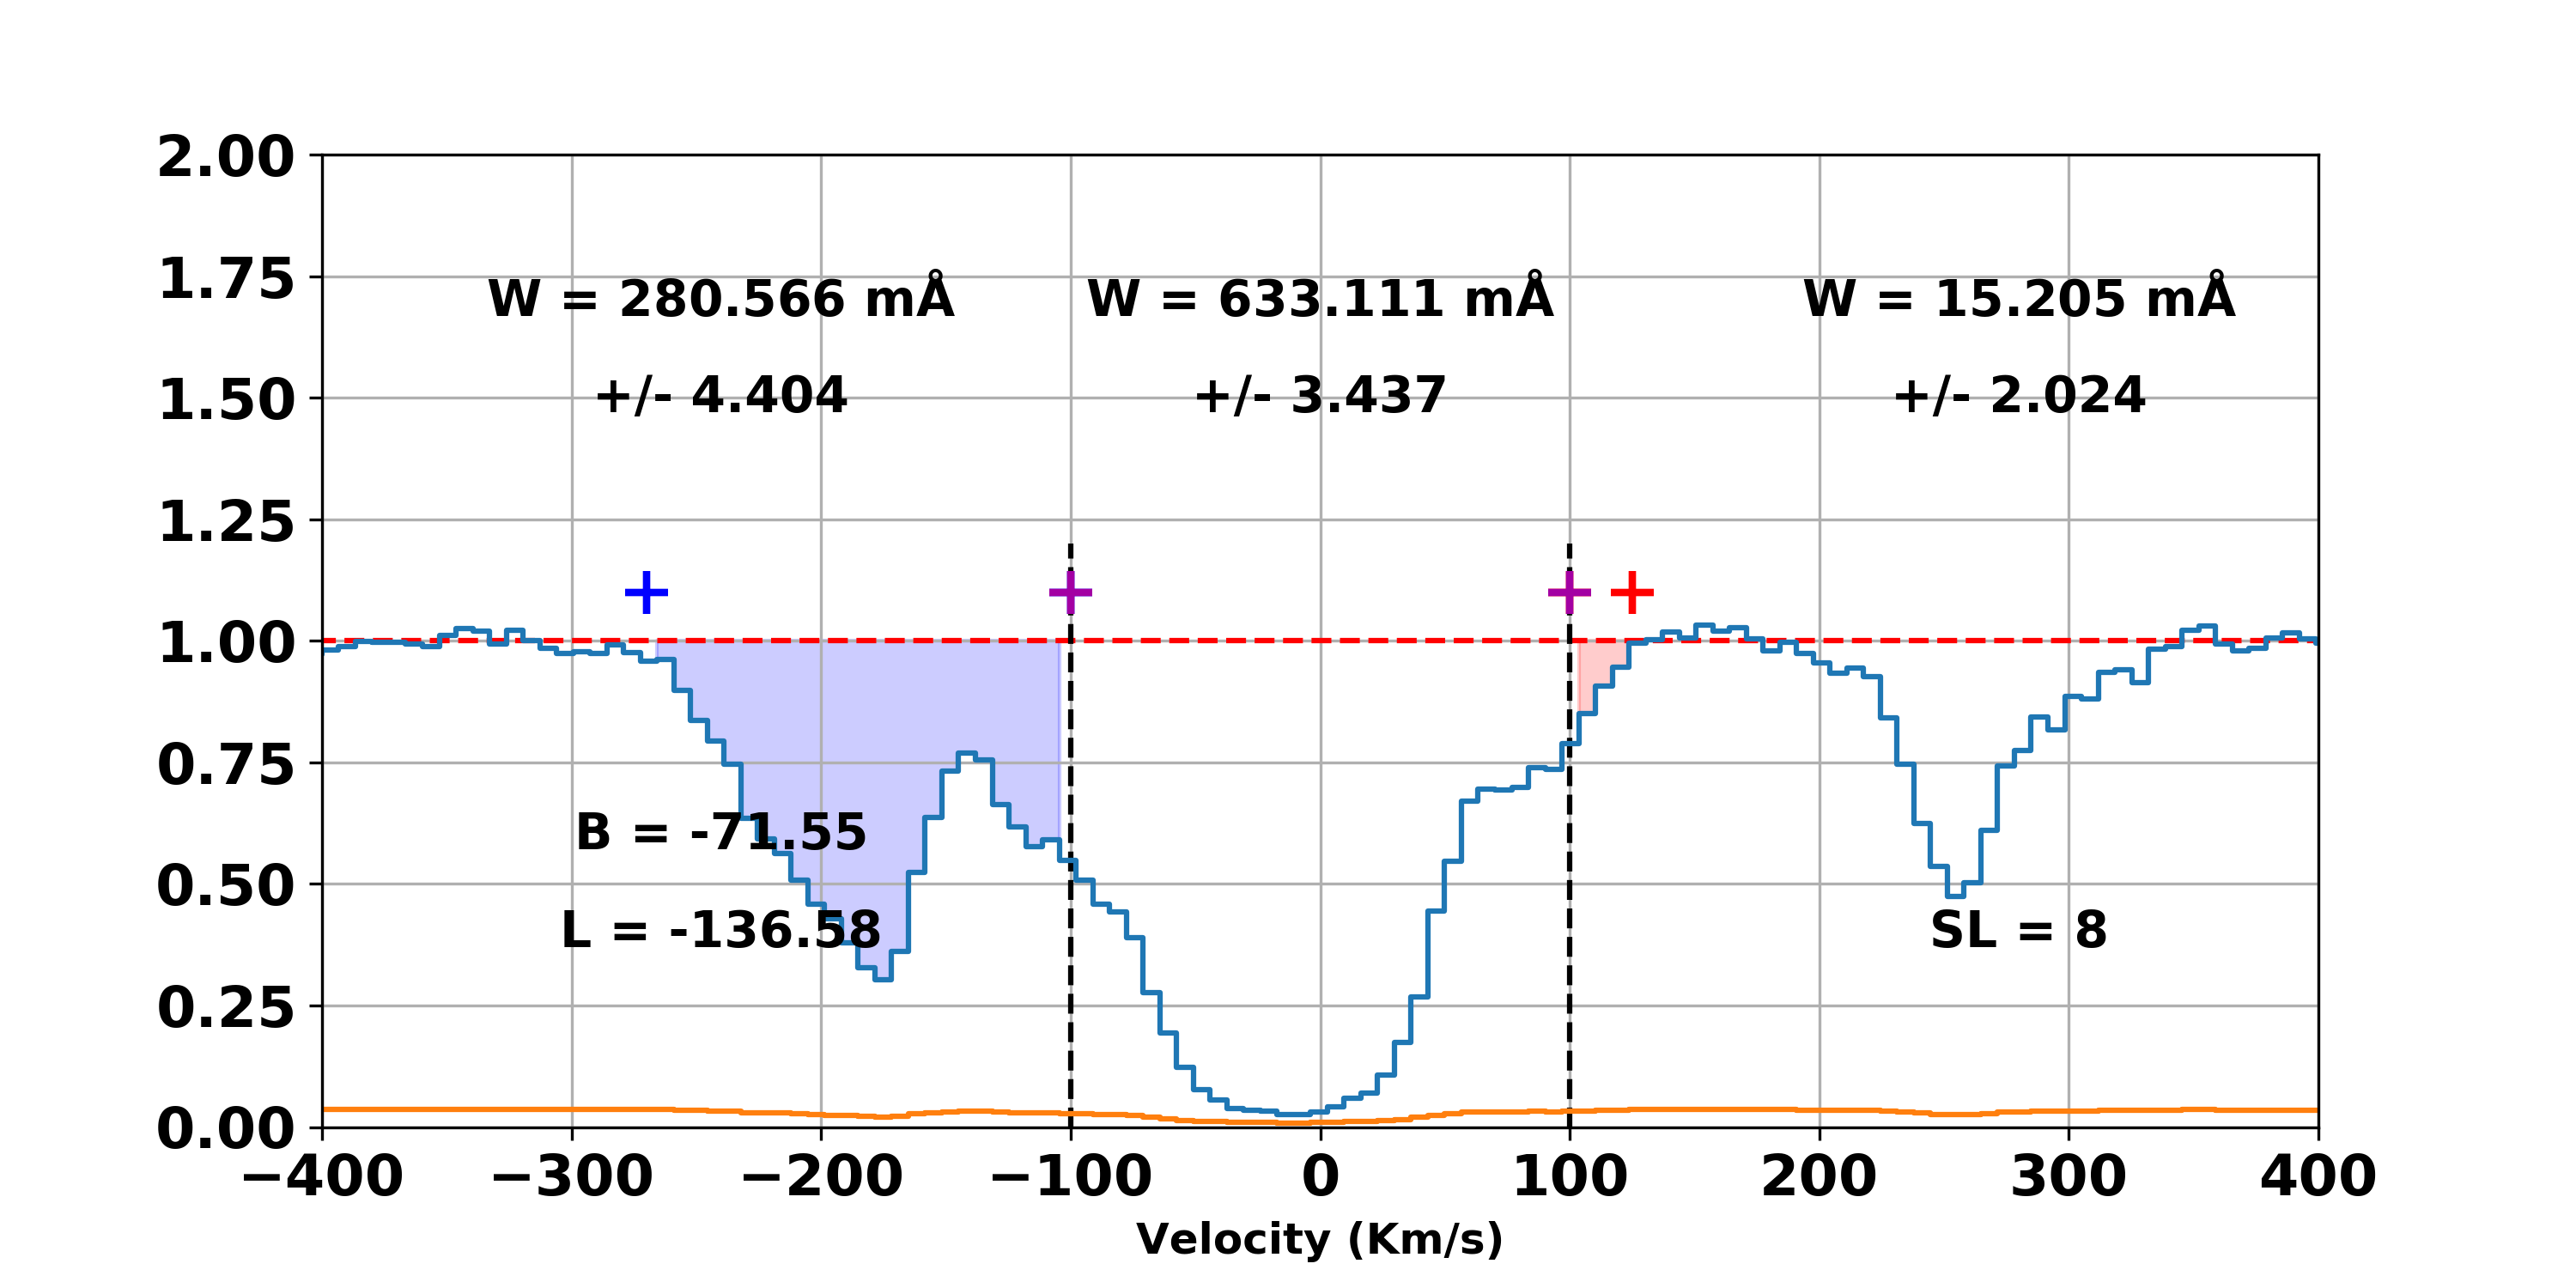 2.00
1.75
W = 280.566 mÅ W = 633.111 mÅ W = 15.205 mÅ
1.50
+/- 4.404 +/- 3.437 +/- 2.024
1.25
1.00
0.75
B = -71.55
0.50
L = -136.58 SL = 8
0.25
0.00
−400 −300 −200 −100 0 100 200 300 400
Velocity (Km/s)